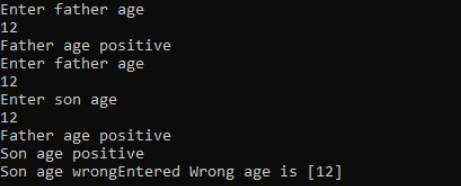 Enter father age
12
Father age positive
Enter father age
12
Enter son age
12
Father age positive
Son age positive
Son age wrongEntered Wrong age is [12]